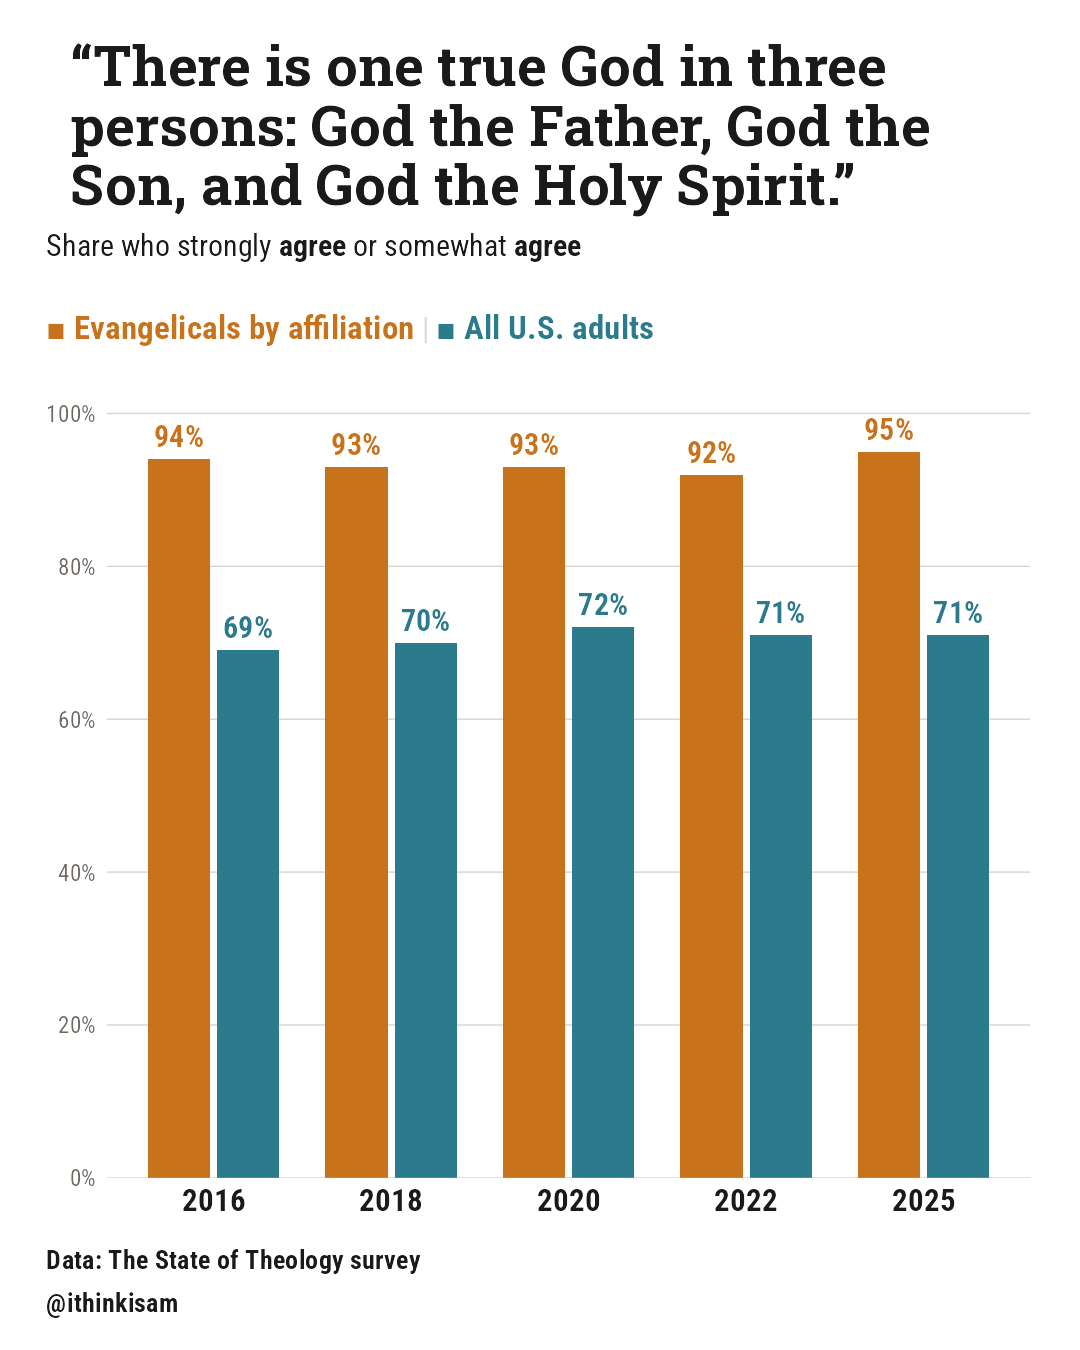 “There is one true God in three
persons: God the Father, God the
Son, and God the Holy Spirit.”
Share who strongly agree or somewhat agree
Evangelicals by affiliation | All U.S. adults
100%
80%
60%
40%
20%
0%
94%
69%
93%
70%
93%
72%
92%
71%
95%
71%
2016 2018 2020 2022 2025
Data: The State of Theology survey
@ithinkisam